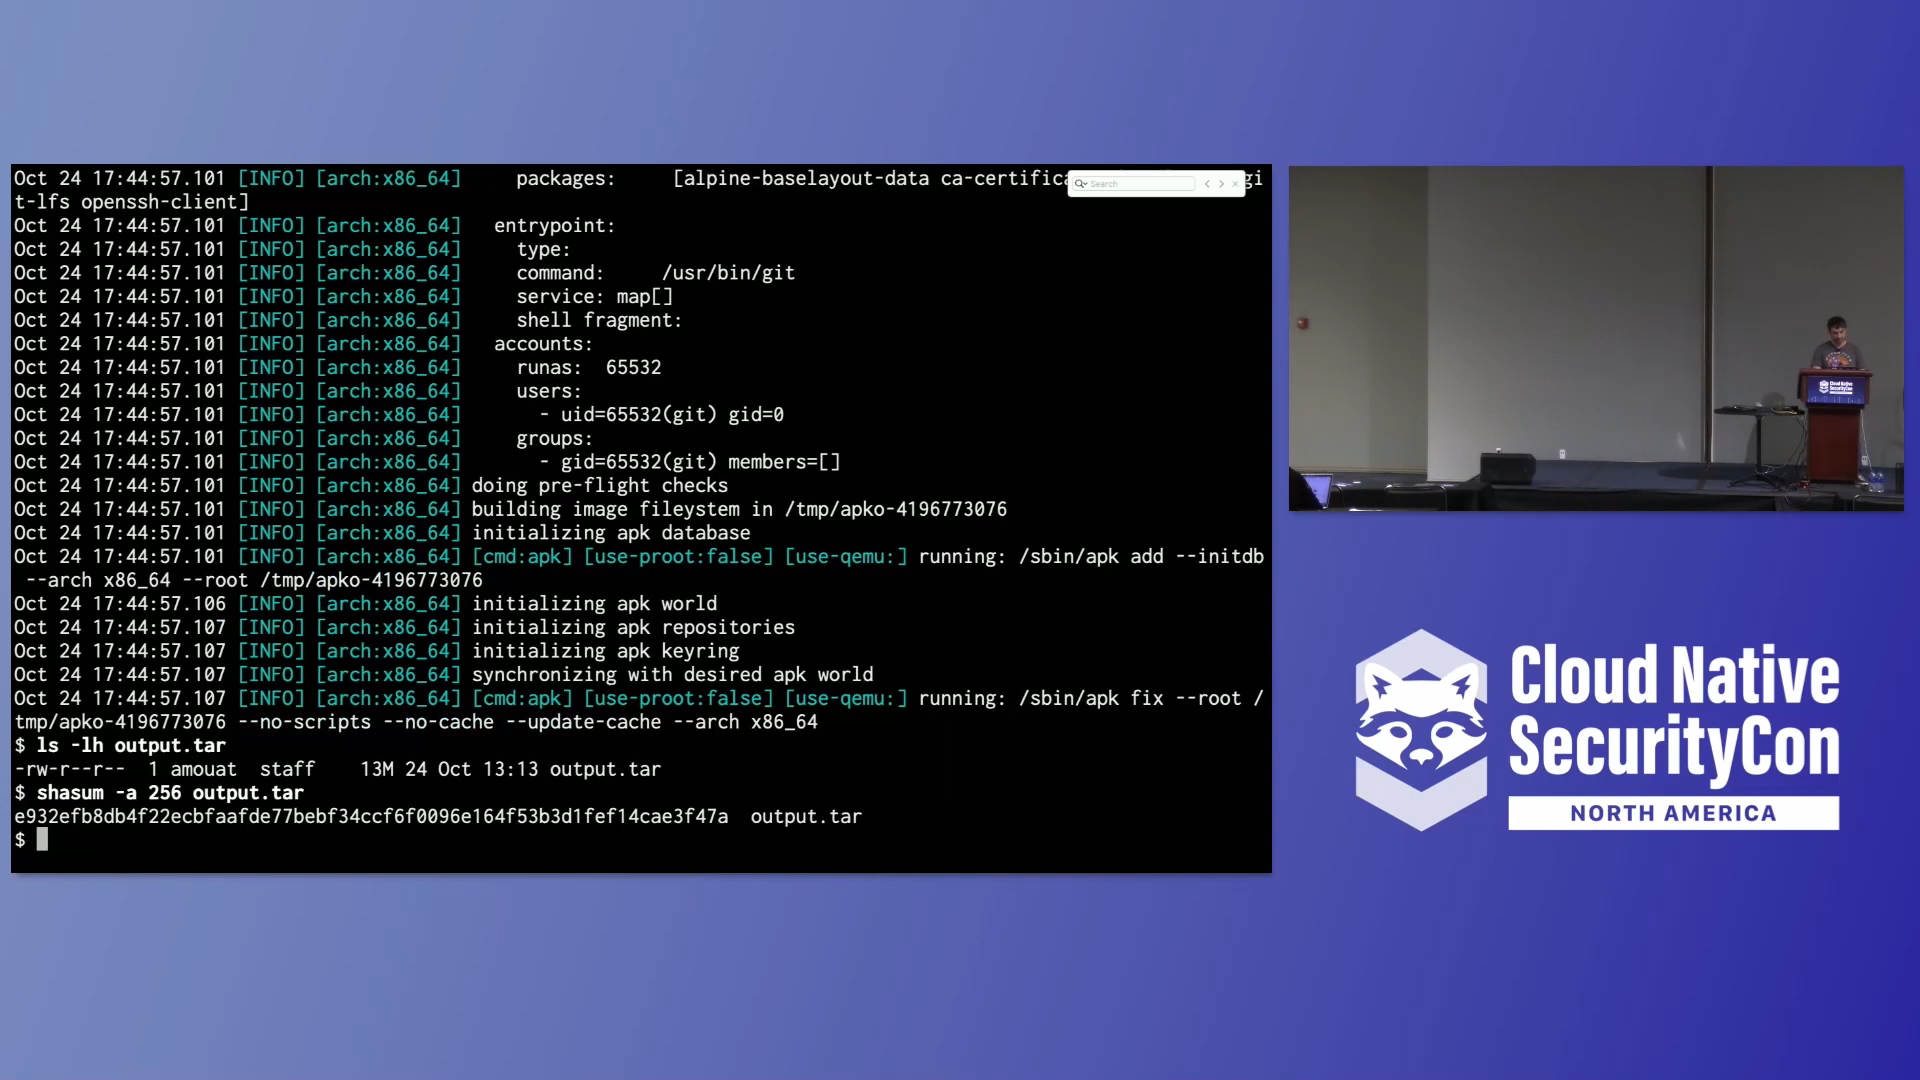 Oct 24 17:44:57.101 [INFO] [arch:x86_64]     packages:     [alpine-baselayout-data ca-certific
Search
gi
t-lfs openssh-client]
Oct 24 17:44:57.101 [INFO] [arch:x86_64]   entrypoint:
Oct 24 17:44:57.101 [INFO] [arch:x86_64]     type:
Oct 24 17:44:57.101 [INFO] [arch:x86_64]     command:     /usr/bin/git
Oct 24 17:44:57.101 [INFO] [arch:x86_64]     service: map[]
Oct 24 17:44:57.101 [INFO] [arch:x86_64]     shell fragment:
Oct 24 17:44:57.101 [INFO] [arch:x86_64]   accounts:
Oct 24 17:44:57.101 [INFO] [arch:x86_64]     runas:  65532
Oct 24 17:44:57.101 [INFO] [arch:x86_64]     users:
Oct 24 17:44:57.101 [INFO] [arch:x86_64]       - uid=65532(git) gid=0
Oct 24 17:44:57.101 [INFO] [arch:x86_64]     groups:
Oct 24 17:44:57.101 [INFO] [arch:x86_64]       - gid=65532(git) members=[]
Oct 24 17:44:57.101 [INFO] [arch:x86_64] doing pre-flight checks
Oct 24 17:44:57.101 [INFO] [arch:x86_64] building image fileystem in /tmp/apko-4196773076
Oct 24 17:44:57.101 [INFO] [arch:x86_64] initializing apk database
Oct 24 17:44:57.101 [INFO] [arch:x86_64] [cmd:apk] [use-proot:false] [use-qemu:] running: /sbin/apk add --initdb
 --arch x86_64 --root /tmp/apko-4196773076
Oct 24 17:44:57.106 [INFO] [arch:x86_64] initializing apk world
Oct 24 17:44:57.107 [INFO] [arch:x86_64] initializing apk repositories
Oct 24 17:44:57.107 [INFO] [arch:x86_64] initializing apk keyring
Oct 24 17:44:57.107 [INFO] [arch:x86_64] synchronizing with desired apk world
Oct 24 17:44:57.107 [INFO] [arch:x86_64] [cmd:apk] [use-proot:false] [use-qemu:] running: /sbin/apk fix --root /
tmp/apko-4196773076 --no-scripts --no-cache --update-cache --arch x86_64
$ ls -lh output.tar
-rw-r--r--  1 amouat  staff    13M 24 Oct 13:13 output.tar
$ shasum -a 256 output.tar
e932efb8db4f22ecbfaafde77bebf34ccf6f0096e164f53b3d1fef14cae3f47a  output.tar
$
Cloud Native
SecurityCon
Cloud Native
SecurityCon
NORTH AMERICA